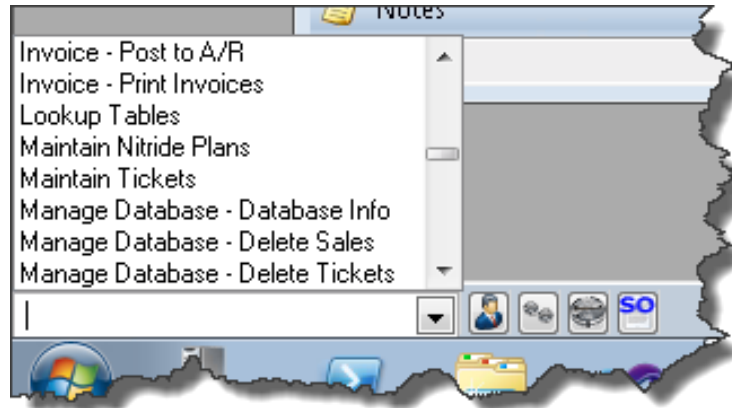 Notes
Invoice - Post to A/R
Invoice - Print Invoices
Lookup Tables
Maintain Nitride Plans
Maintain Tickets
Manage Database - Database Info
Manage Database - Delete Sales
Manage Database - Delete Tickets
SO